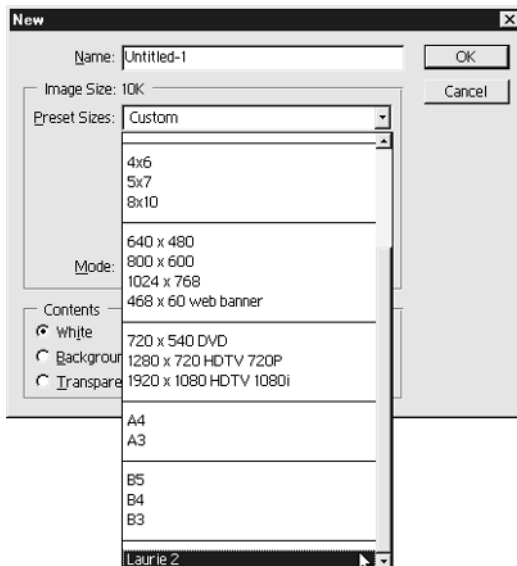 New
Name: Untitled-1
OK
Image Size: 10K
Cancel
Preset Sizes: Custom
4x6
5x7
8x10
640 x 480
800 x 600
Mode:
1024 x 768
468 x 60 web banner
Contents
White
720 x 540 DVD
Backgroun
1280 x 720 HDTV 720P
Transpare
1920 x 1080 HDTV 1080i
A4
A3
B5
B4
B3
Laurie 2